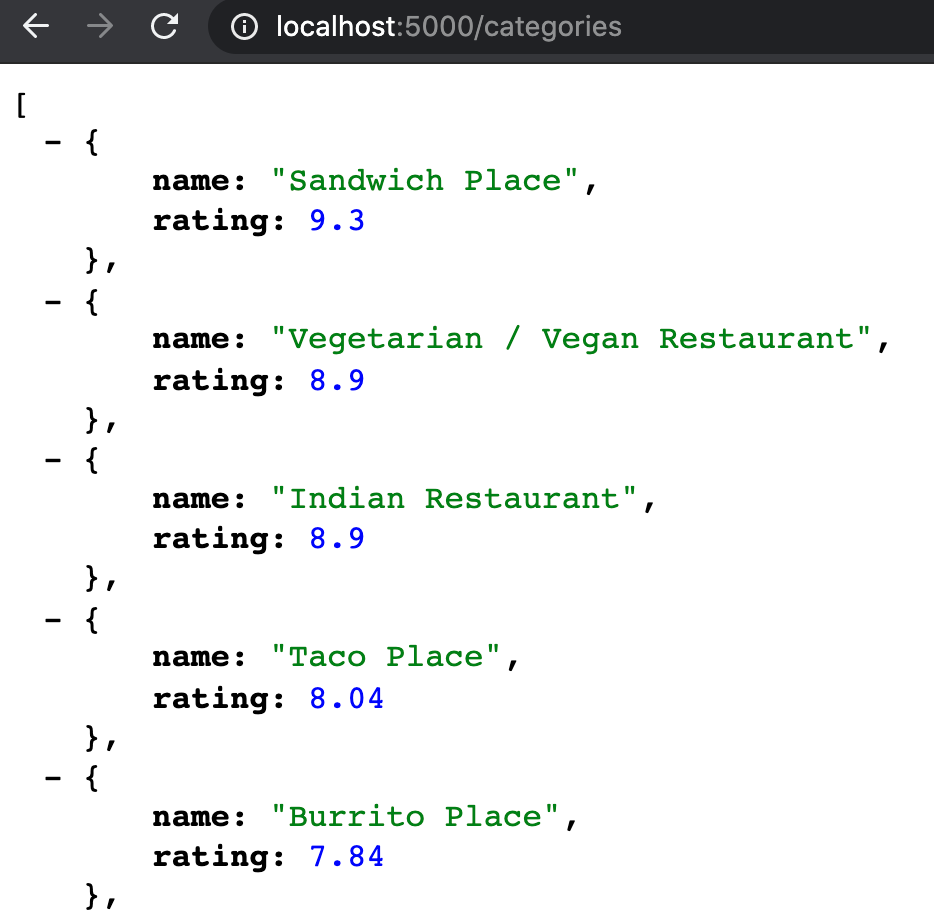 localhost:5000/categories
[
- {
name: "Sandwich Place",
rating: 9.3
},
- {
name: "Vegetarian / Vegan Restaurant",
rating: 8.9
},
- {
name: "Indian Restaurant",
rating: 8.9
},
- {
name: "Taco Place",
rating: 8.04
},
- {
name: "Burrito Place",
rating: 7.84
},